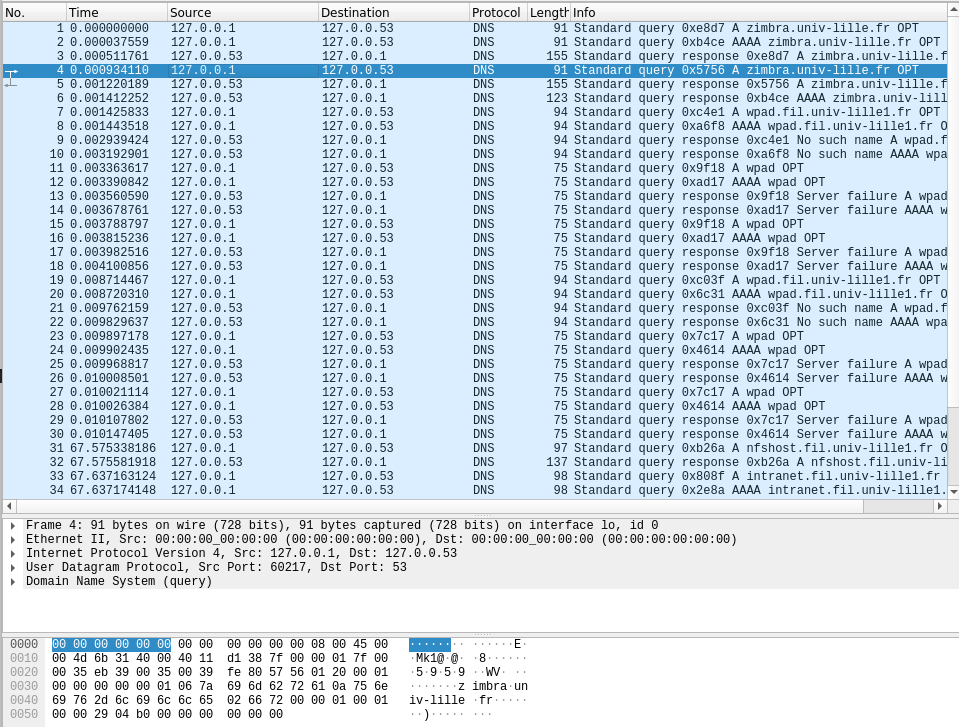 No. Time Source Destination Protocol Length Info
1 0.000000000 127.0.0.1 127.0.0.53 DNS 91 Standard query 0xe8d7 A zimbra.univ-lille.fr OPT
2 0.000037559 127.0.0.1 127.0.0.53 DNS 91 Standard query 0xb4ce AAAA zimbra.univ-lille.fr OPT
3 0.000511761 127.0.0.53 127.0.0.1 DNS 155 Standard query response 0xe8d7 A zimbra.univ-lille.f
4 0.000934110 127.0.0.1 127.0.0.53 DNS 91 Standard query 0x5756 A zimbra.univ-lille.fr OPT
5 0.001220189 127.0.0.53 127.0.0.1 DNS 155 Standard query response 0x5756 A zimbra.univ-lille.f
6 0.001412252 127.0.0.53 127.0.0.1 DNS 123 Standard query response 0xb4ce AAAA zimbra.univ-lill
7 0.001425833 127.0.0.1 127.0.0.53 DNS 94 Standard query 0xc4e1 A wpad.fil.univ-lille1.fr OPT
8 0.001443518 127.0.0.1 127.0.0.53 DNS 94 Standard query 0xa6f8 AAAA wpad.fil.univ-lille1.fr O
9 0.002939424 127.0.0.53 127.0.0.1 DNS 94 Standard query response 0xc4e1 No such name A wpad.f
10 0.003192901 127.0.0.53 127.0.0.1 DNS 94 Standard query response 0xa6f8 No such name AAAA wpa
11 0.003363617 127.0.0.1 127.0.0.53 DNS 75 Standard query 0x9f18 A wpad OPT
12 0.003390842 127.0.0.1 127.0.0.53 DNS 75 Standard query 0xad17 AAAA wpad OPT
13 0.003560590 127.0.0.53 127.0.0.1 DNS 75 Standard query response 0x9f18 Server failure A wpad
14 0.003678761 127.0.0.53 127.0.0.1 DNS 75 Standard query response 0xad17 Server failure AAAA w
15 0.003788797 127.0.0.1 127.0.0.53 DNS 75 Standard query 0x9f18 A wpad OPT
16 0.003815236 127.0.0.1 127.0.0.53 DNS 75 Standard query 0xad17 AAAA wpad OPT
17 0.003982516 127.0.0.53 127.0.0.1 DNS 75 Standard query response 0x9f18 Server failure A wpad
18 0.004100856 127.0.0.53 127.0.0.1 DNS 75 Standard query response 0xad17 Server failure AAAA w
19 0.008714467 127.0.0.1 127.0.0.53 DNS 94 Standard query 0xc03f A wpad.fil.univ-lille1.fr OPT
20 0.008720310 127.0.0.1 127.0.0.53 DNS 94 Standard query 0x6c31 AAAA wpad.fil.univ-lille1.fr O
21 0.009762159 127.0.0.53 127.0.0.1 DNS 94 Standard query response 0xc03f No such name A wpad.f
22 0.009829637 127.0.0.53 127.0.0.1 DNS 94 Standard query response 0x6c31 No such name AAAA wpa
23 0.009897178 127.0.0.1 127.0.0.53 DNS 75 Standard query 0x7c17 A wpad OPT
24 0.009902435 127.0.0.1 127.0.0.53 DNS 75 Standard query 0x4614 AAAA wpad OPT
25 0.009968817 127.0.0.53 127.0.0.1 DNS 75 Standard query response 0x7c17 Server failure A wpad
26 0.010008501 127.0.0.53 127.0.0.1 DNS 75 Standard query response 0x4614 Server failure AAAA w
27 0.010021114 127.0.0.1 127.0.0.53 DNS 75 Standard query 0x7c17 A wpad OPT
28 0.010026384 127.0.0.1 127.0.0.53 DNS 75 Standard query 0x4614 AAAA wpad OPT
29 0.010107802 127.0.0.53 127.0.0.1 DNS 75 Standard query response 0x7c17 Server failure A wpad
30 0.010147405 127.0.0.53 127.0.0.1 DNS 75 Standard query response 0x4614 Server failure AAAA w
31 67.575338186 127.0.0.1 127.0.0.53 DNS 97 Standard query 0xb26a A nfshost.fil.univ-lille1.fr O
32 67.575581918 127.0.0.53 127.0.0.1 DNS 137 Standard query response 0xb26a A nfshost.fil.univ-li
33 67.637163124 127.0.0.1 127.0.0.53 DNS 98 Standard query 0x808f A intranet.fil.univ-lille1.fr
34 67.637174148 127.0.0.1 127.0.0.53 DNS 98 Standard query 0x2e8a AAAA intranet.fil.univ-lille1.
Frame 4: 91 bytes on wire (728 bits), 91 bytes captured (728 bits) on interface lo, id 0
Ethernet II, Src: 00:00:00_00:00:00 (00:00:00:00:00:00), Dst: 00:00:00_00:00:00 (00:00:00:00:00:00)
Internet Protocol Version 4, Src: 127.0.0.1, Dst: 127.0.0.53
User Datagram Protocol, Src Port: 60217, Dst Port: 53
Domain Name System (query)
0000 00 00 00 00 00 00 00 00 00 00 00 00 08 00 45 00 ········ ······E·
0010 00 4d 6b 31 40 00 40 11 d1 38 7f 00 00 01 7f 00 ·Mk1@·@· ·8······
0020 00 35 eb 39 00 35 00 39 fe 80 57 56 01 20 00 01 ·5·9·5·9 ··WV· ··
0030 00 00 00 00 00 01 06 7a 69 6d 62 72 61 0a 75 6e ·······z imbra·un
0040 69 76 2d 6c 69 6c 6c 65 02 66 72 00 00 01 00 01 iv-lille ·fr·····
0050 00 00 29 04 b0 00 00 00 00 00 00 ··)····· ···